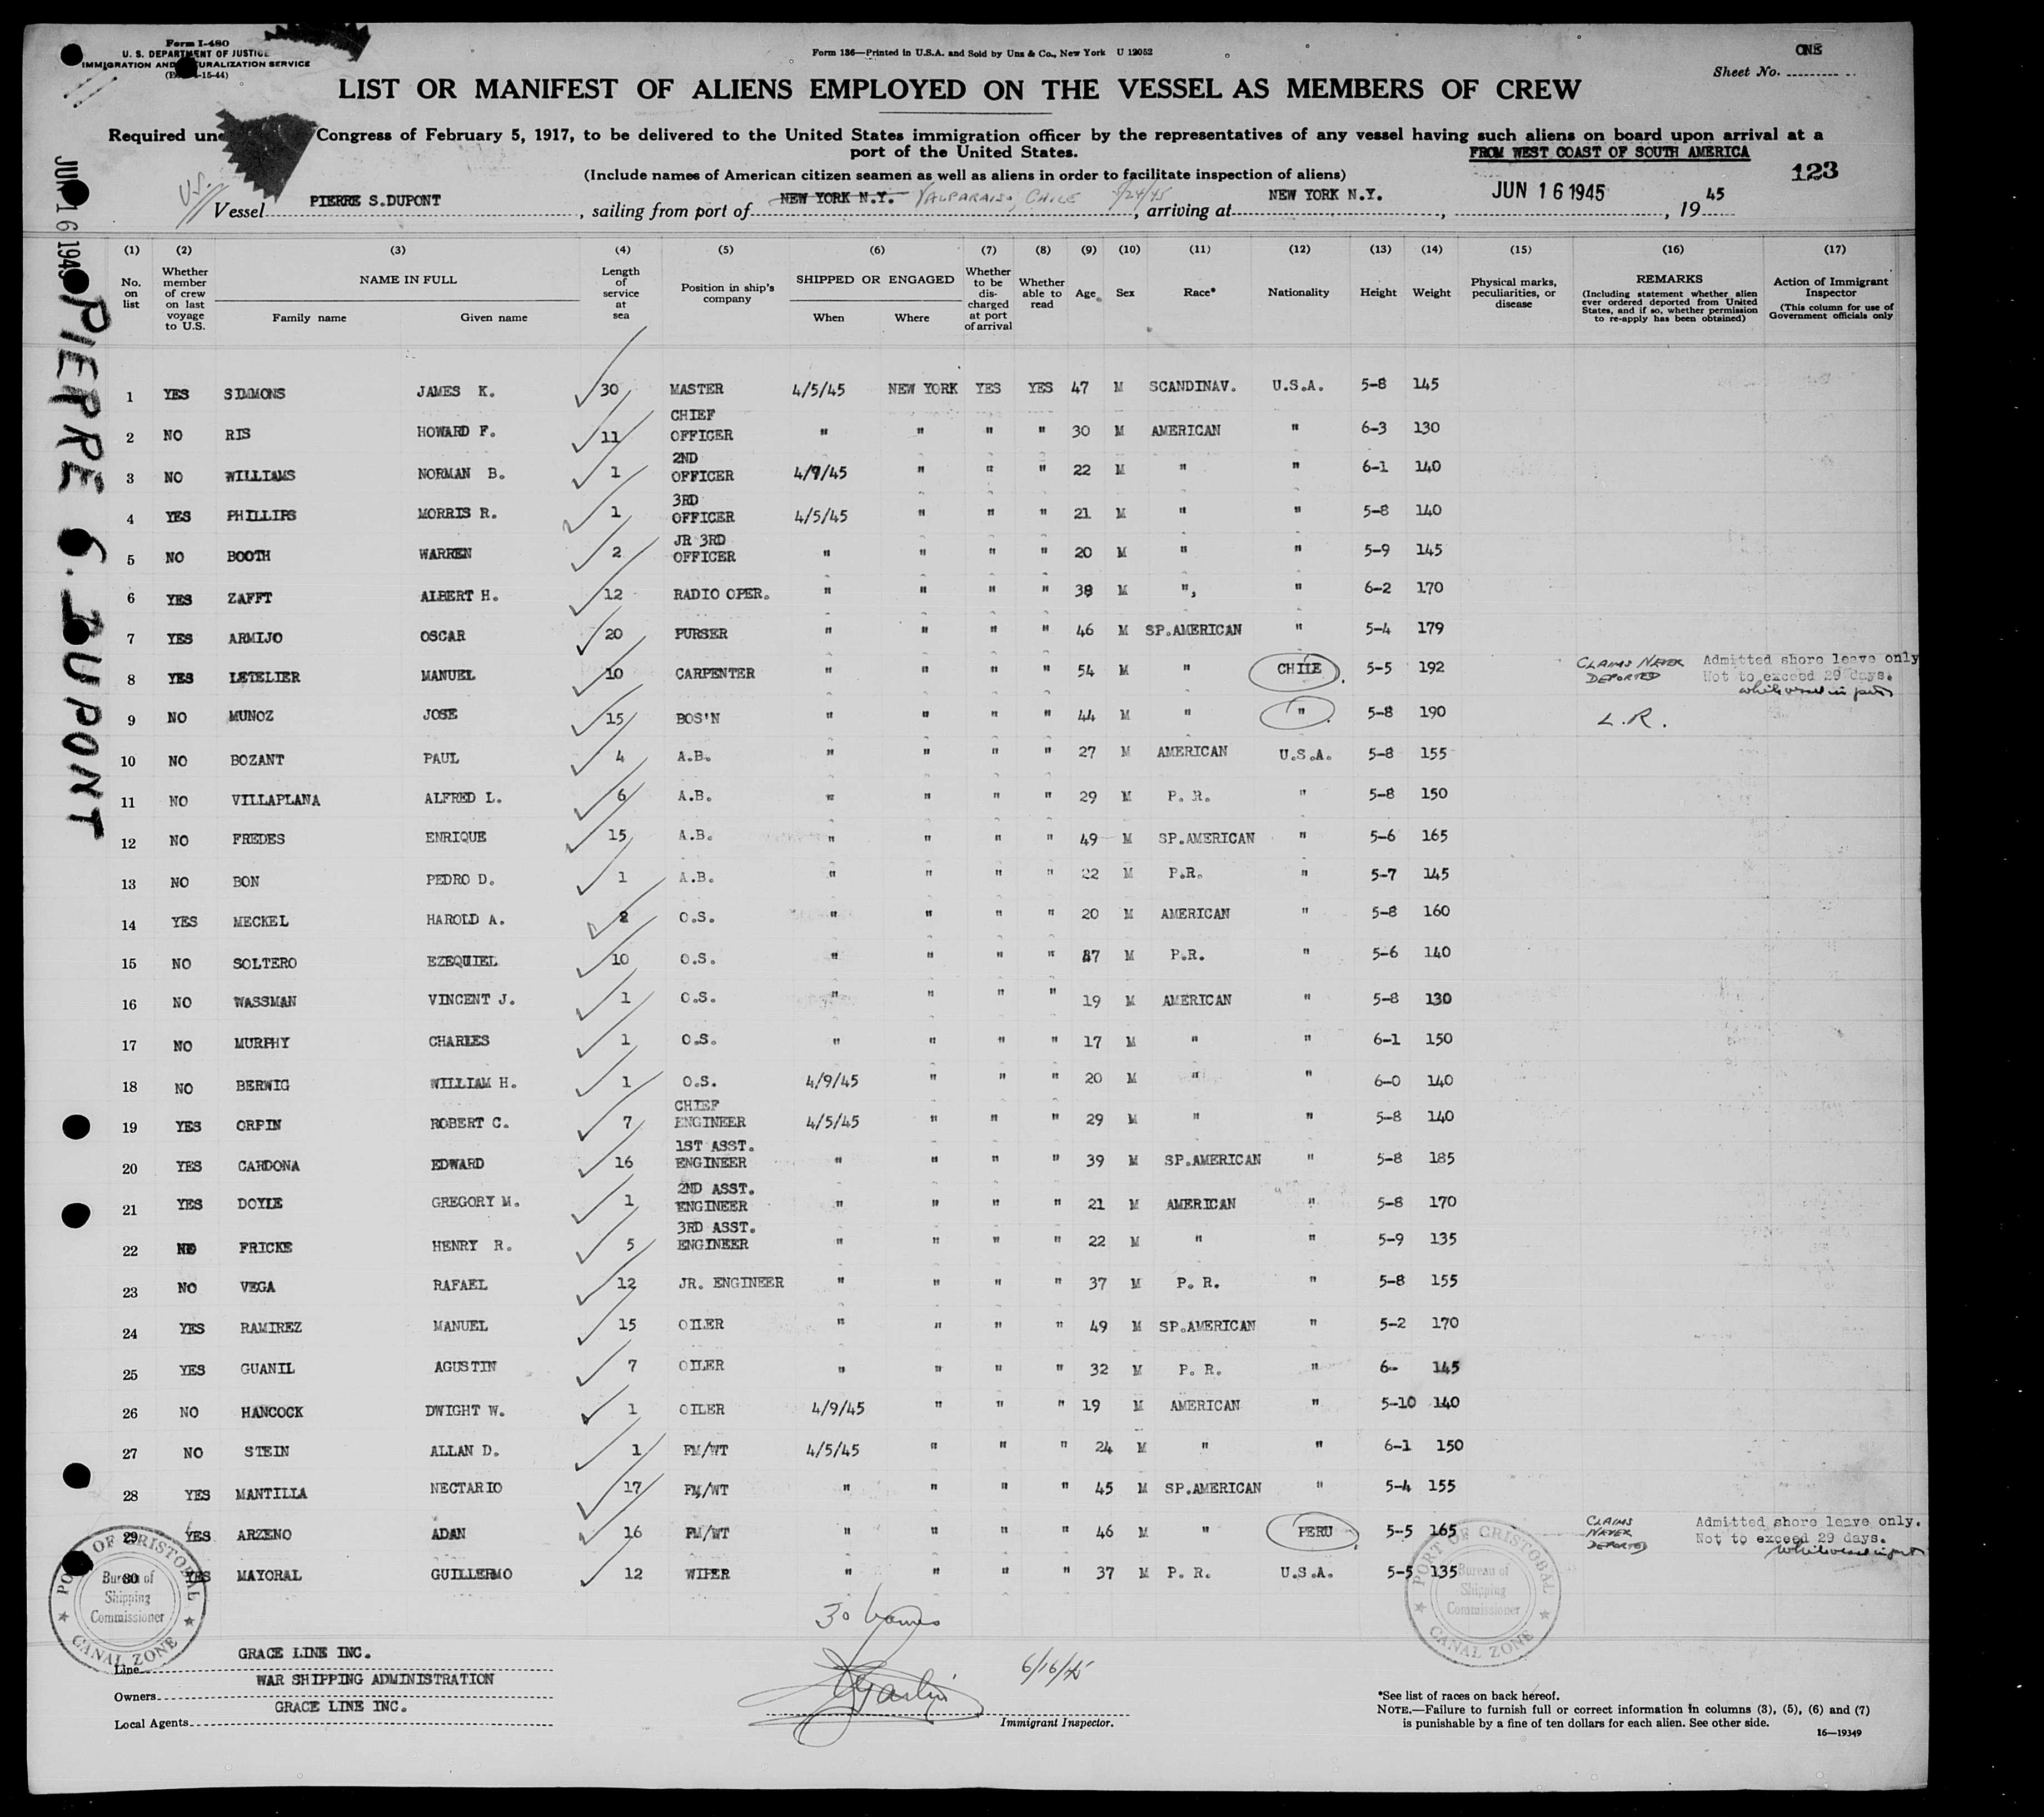 Form I-480
U. S. DEPARTMENT OF JUSTICE
IMMIGRATION AND NATURALIZATION SERVICE
-15-44)
Form 136—Printed in U.S.A. and Sold by Unz & Co., New York U 12052
ONE
Sheet No.
LIST OR MANIFEST OF ALIENS EMPLOYED ON THE VESSEL AS MEMBERS OF CREW
Required une Congress of February 5, 1917, to be delivered to the United States immigration officer by the representatives of any vessel having such aliens on board upon arrival at a
port of the United States.
FROM WEST COAST OF SOUTH AMERICA
(Include names of American citizen seamen as well as aliens in order to facilitate inspection of aliens)
123
U.S.
Vessel PIERRE S.DUPONT, sailing from port of NEW YORK N.Y. VALPARAISO, CHILE 5/24/45, arriving at NEW YORK N.Y., JUN 16 1945, 19 45
JUN 16 1945
PIERRE S. DUPONT
(1) (2) (3) (4) (5) (6) (7) (8) (9) (10) (11) (12) (13) (14) (15) (16) (17)
No. on list
Whether member of crew on last voyage to U.S.
NAME IN FULL
Family name Given name
Length of service at sea
Position in ship's company
SHIPPED OR ENGAGED
When Where
Whether to be discharged at port of arrival
Whether able to read
Age Sex Race* Nationality Height Weight
Physical marks, peculiarities, or disease
REMARKS
(Including statement whether alien ever ordered deported from United States, and if so, whether permission to re-apply has been obtained)
Action of Immigrant Inspector
(This column for use of Government officials only
1 YES SIMMONS JAMES K. 30 MASTER 4/5/45 NEW YORK YES YES 47 M SCANDINAV. U.S.A. 5-8 145
2 NO RIS HOWARD F. 11 CHIEF OFFICER " " " " 30 M AMERICAN " 6-3 130
3 NO WILLIAMS NORMAN B. 1 2ND OFFICER 4/9/45 " " " 22 M " " 6-1 140
4 YES PHILLIPS MORRIS R. 1 3RD OFFICER 4/5/45 " " " 21 M " " 5-8 140
5 NO BOOTH WARREN 2 JR 3RD OFFICER " " " " 20 M " " 5-9 145
6 YES ZAFFT ALBERT H. 12 RADIO OPER. " " " " 38 M ", " 6-2 170
7 YES ARMIJO OSCAR 20 PURSER " " " " 46 M SP.AMERICAN " 5-4 179
8 YES LETELIER MANUEL 10 CARPENTER " " " " 54 M " CHILE 5-5 192 CLAIMS NEVER DEPORTED Admitted shore leave only Not to exceed 29 days. while vessel in port
9 NO MUNOZ JOSE 15 BOS'N " " " " 44 M " " 5-8 190 L.R.
10 NO BOZANT PAUL 4 A.B. " " " " 27 M AMERICAN U.S.A. 5-8 155
11 NO VILLAPLANA ALFRED L. 6 A.B. " " " " 29 M P. R. " 5-8 150
12 NO FREDES ENRIQUE 15 A.B. " " " " 49 M SP.AMERICAN " 5-6 165
13 NO BON PEDRO D. 1 A.B. " " " " 22 M P.R. " 5-7 145
14 YES MECKEL HAROLD A. 2 O.S. " " " " 20 M AMERICAN " 5-8 160
15 NO SOLTERO EZEQUIEL 10 O.S. " " " " M P.R. " 5-6 140
16 NO WASSMAN VINCENT J. 1 O.S. " " " " 19 M AMERICAN " 5-8 130
17 NO MURPHY CHARLES 1 O.S. " " " " 17 M " " 6-1 150
18 NO BERWIG WILLIAM H. 1 O.S. 4/9/45 " " " 20 M " " 6-0 140
19 YES ORPIN ROBERT C. 7 CHIEF ENGINEER 4/5/45 " " " 29 M " " 5-8 140
20 YES CARDONA EDWARD 16 1ST ASST. ENGINEER " " " " 39 M SP.AMERICAN " 5-8 185
21 YES DOYLE GREGORY M. 1 2ND ASST. ENGINEER " " " " 21 M AMERICAN " 5-8 170
22 NO FRICKE HENRY R. 5 3RD ASST. ENGINEER " " " " 22 M " " 5-9 135
23 NO VEGA RAFAEL 12 JR. ENGINEER " " " " 37 M P. R. " 5-8 155
24 YES RAMIREZ MANUEL 15 OILER " " " " 49 M SP.AMERICAN " 5-2 170
25 YES GUANIL AGUSTIN 7 OILER " " " " 32 M P. R. " 6- 145
26 NO HANCOCK DWIGHT W. 1 OILER 4/9/45 " " " 19 M AMERICAN " 5-10 140
27 NO STEIN ALLAN D. 1 FM/WT 4/5/45 " " " 24 M " " 6-1 150
28 YES MANTILLA NECTARIO 17 FM/WT " " " " 45 M SP.AMERICAN " 5-4 155
29 YES ARZENO ADAN 16 FM/WT " " " " 46 M " PERU 5-5 165 CLAIMS NEVER DEPORTED Admitted shore leave only. Not to exceed 29 days. while vessel in port
30 YES MAYORAL GUILLERMO 12 WIPER " " " " 37 M P. R. U.S.A. 5-5 135
PORT OF CRISTOBAL Bureau of Shipping Commissioner CANAL ZONE
PORT OF CRISTOBAL Bureau of Shipping Commissioner CANAL ZONE
30 names
Line GRACE LINE INC.
Owners WAR SHIPPING ADMINISTRATION
Local Agents GRACE LINE INC.
6/16/45
Immigrant Inspector.
*See list of races on back hereof.
NOTE.—Failure to furnish full or correct information in columns (3), (5), (6) and (7)
is punishable by a fine of ten dollars for each alien. See other side.
16—19349